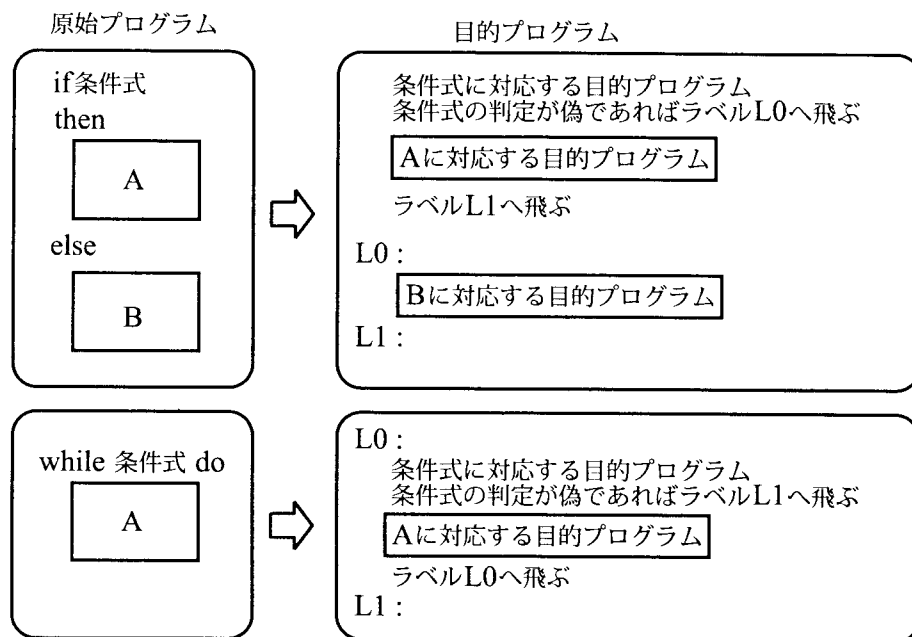 原始プログラム
目的プログラム
if条件式
then
A
else
B
条件式に対応する目的プログラム
条件式の判定が偽であればラベルL0へ飛ぶ
Aに対応する目的プログラム
ラベルL1へ飛ぶ
L0 :
Bに対応する目的プログラム
L1 :
while 条件式 do
A
L0 :
条件式に対応する目的プログラム
条件式の判定が偽であればラベルL1へ飛ぶ
Aに対応する目的プログラム
ラベルL0へ飛ぶ
L1 :